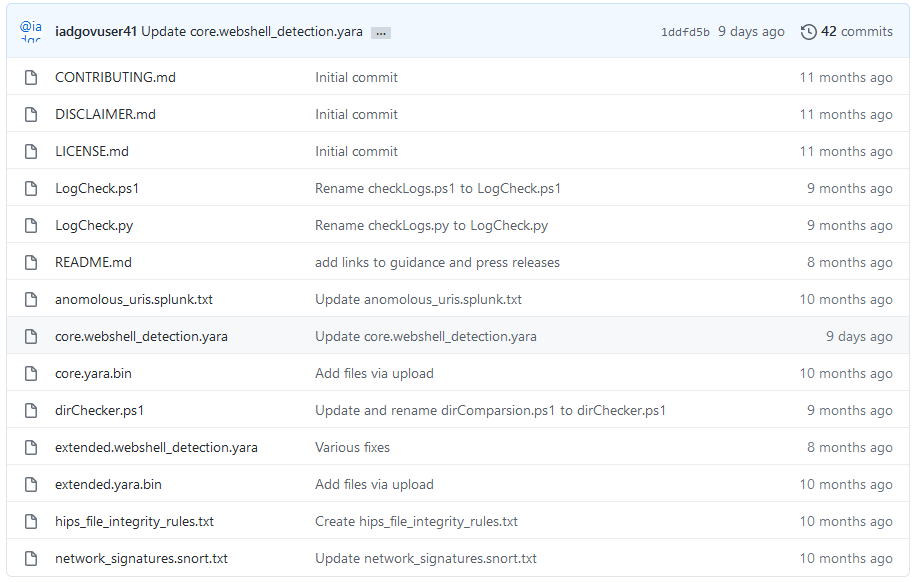 @ia iadgovuser41 Update core.webshell_detection.yara ... 1ddfd5b 9 days ago 42 commits
CONTRIBUTING.md Initial commit 11 months ago
DISCLAIMER.md Initial commit 11 months ago
LICENSE.md Initial commit 11 months ago
LogCheck.ps1 Rename checkLogs.ps1 to LogCheck.ps1 9 months ago
LogCheck.py Rename checkLogs.py to LogCheck.py 9 months ago
README.md add links to guidance and press releases 8 months ago
anomolous_uris.splunk.txt Update anomolous_uris.splunk.txt 10 months ago
core.webshell_detection.yara Update core.webshell_detection.yara 9 days ago
core.yara.bin Add files via upload 10 months ago
dirChecker.ps1 Update and rename dirComparsion.ps1 to dirChecker.ps1 9 months ago
extended.webshell_detection.yara Various fixes 8 months ago
extended.yara.bin Add files via upload 10 months ago
hips_file_integrity_rules.txt Create hips_file_integrity_rules.txt 10 months ago
network_signatures.snort.txt Update network_signatures.snort.txt 10 months ago